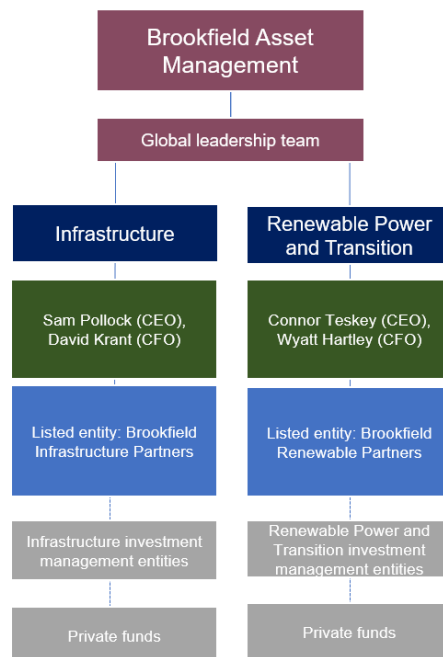 Brookfield Asset
Management
Global leadership team
Infrastructure
Renewable Power
and Transition
Sam Pollock (CEO),
David Krant (CFO)
Connor Teskey (CEO),
Wyatt Hartley (CFO)
Listed entity: Brookfield
Infrastructure Partners
Listed entity: Brookfield
Renewable Partners
Infrastructure investment
management entities
Renewable Power and
Transition investment
management entities
Private funds
Private funds